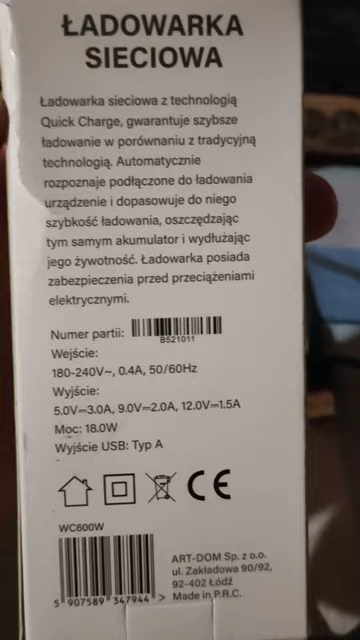 ŁADOWARKA
SIECIOWA
Ładowarka sieciowa z technologią
Quick Charge, gwarantuje szybsze
ładowanie w porównaniu z tradycyjną
technologią. Automatycznie
rozpoznaje podłączone do ładowania
urządzenie i dopasowuje do niego
szybkość ładowania, oszczędzając
tym samym akumulator i wydłużając
jego żywotność. Ładowarka posiada
zabezpieczenia przed przeciążeniami
elektrycznymi.
Numer partii:
B521011
Wejście:
180-240V~, 0.4A, 50/60Hz
Wyjście:
5.0V⎓3.0A, 9.0V⎓2.0A, 12.0V⎓1.5A
Moc: 18.0W
Wyjście USB: Typ A
CE
WC600W
5 907589 347944 >
ART-DOM Sp. z o.o.
ul. Zakładowa 90/92,
92-402 Łódź
Made in P.R.C.